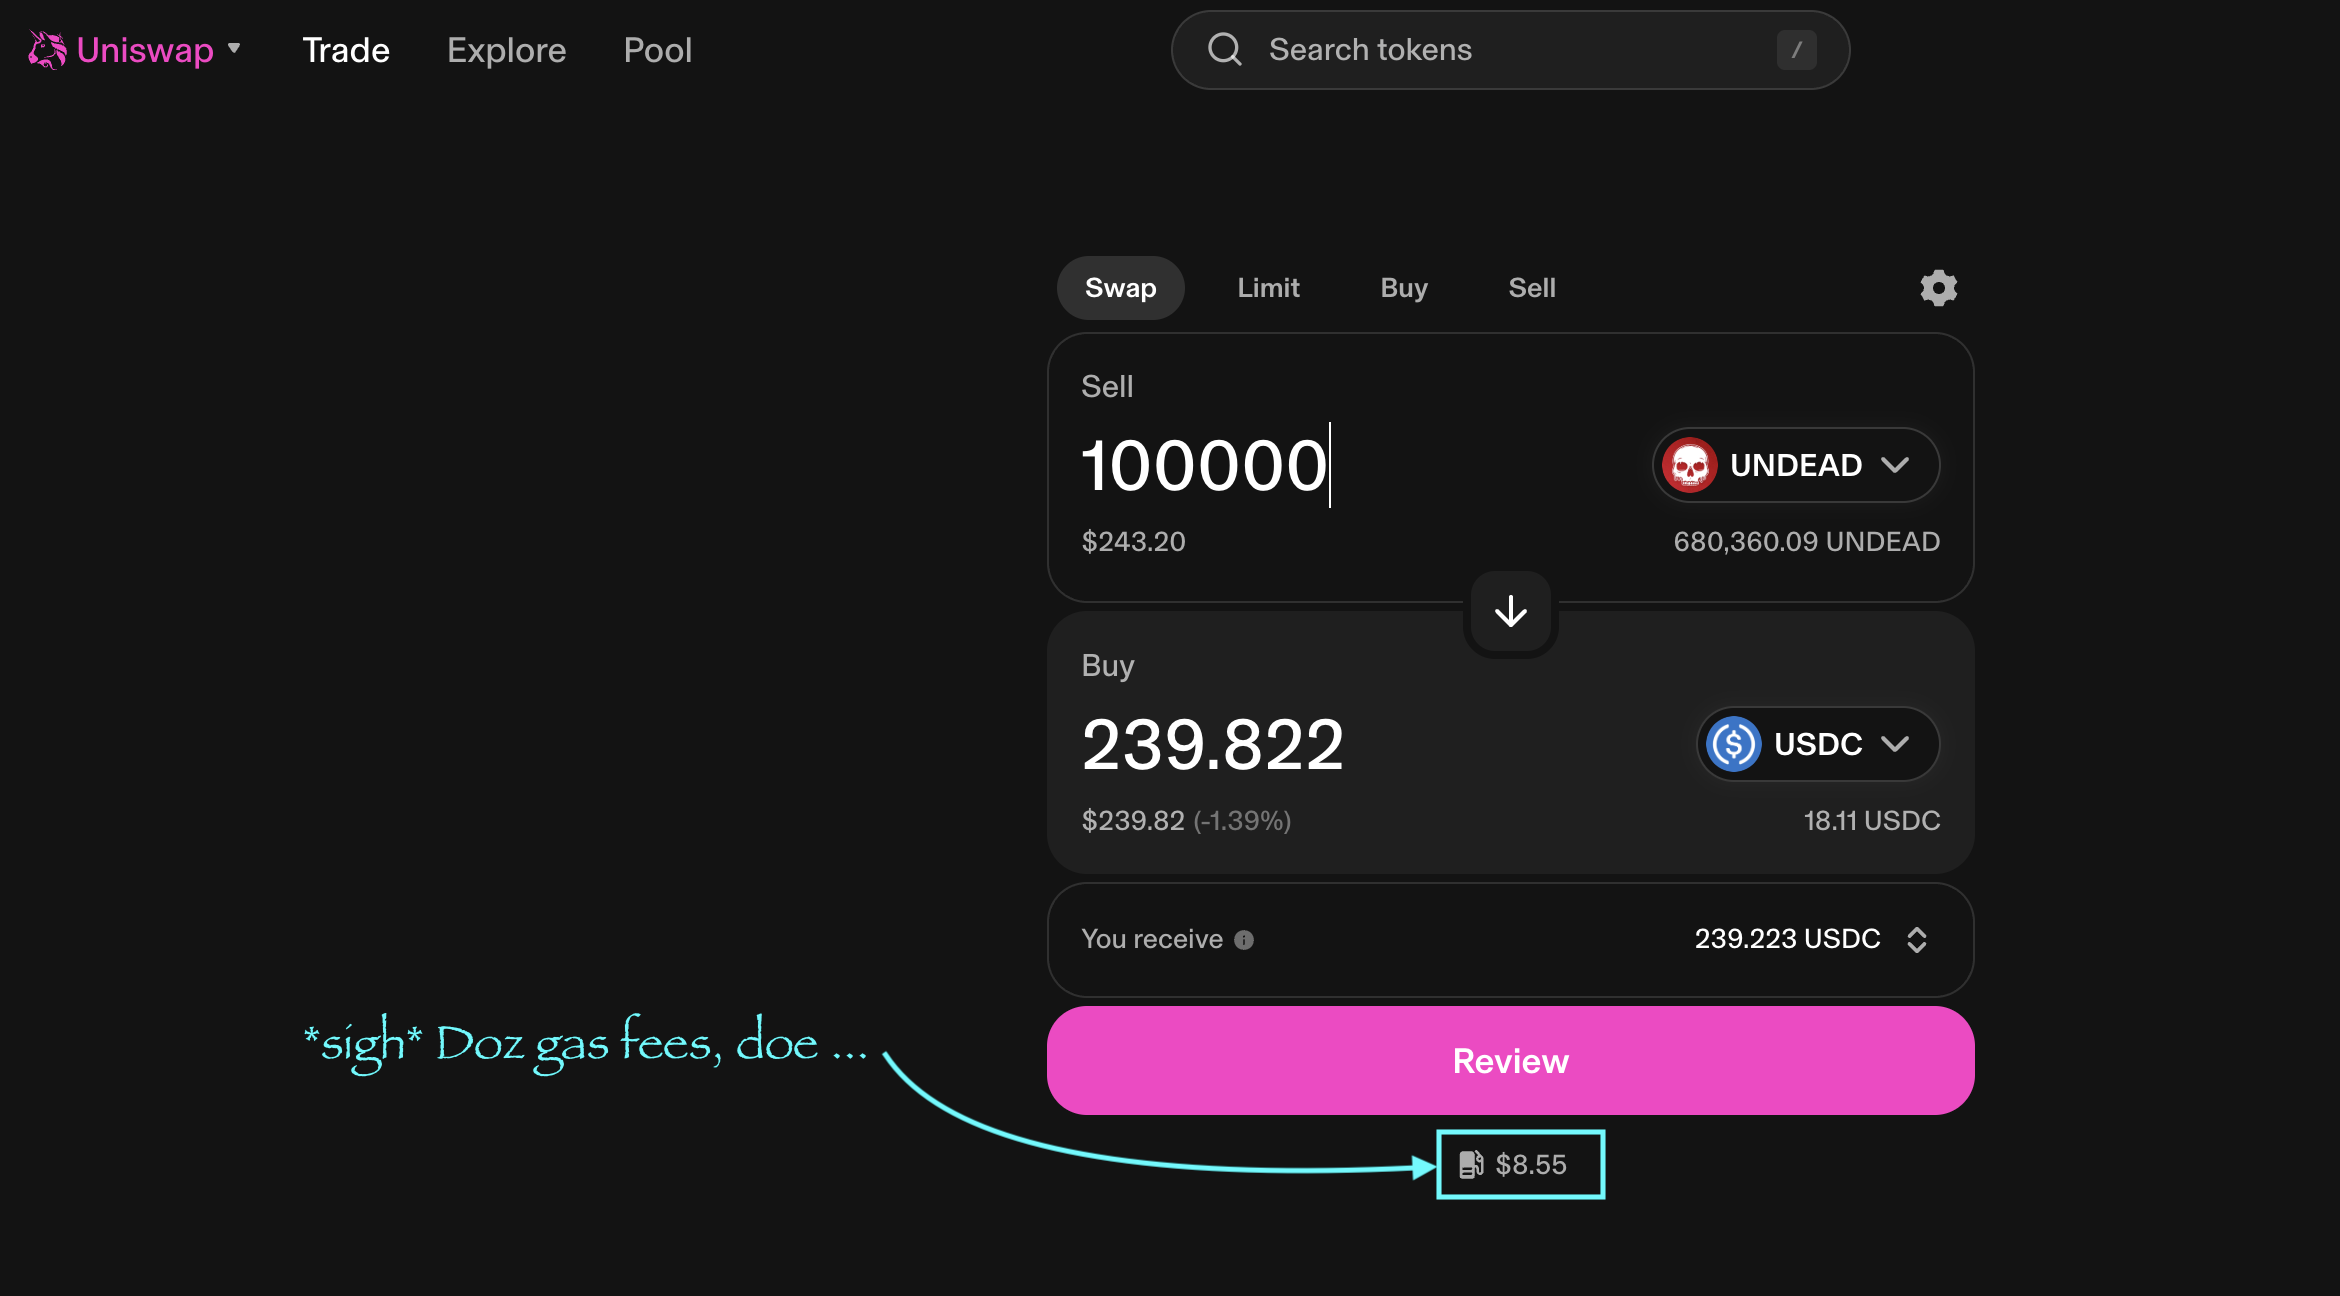 Uniswap
Trade
Explore
Pool
Search tokens
/
Swap
Limit
Buy
Sell
Sell
100000
UNDEAD
$243.20
680,360.09 UNDEAD
Buy
239.822
USDC
$239.82 (-1.39%)
18.11 USDC
You receive
239.223 USDC
*sigh* Doz gas fees, doe ...
Review
$8.55